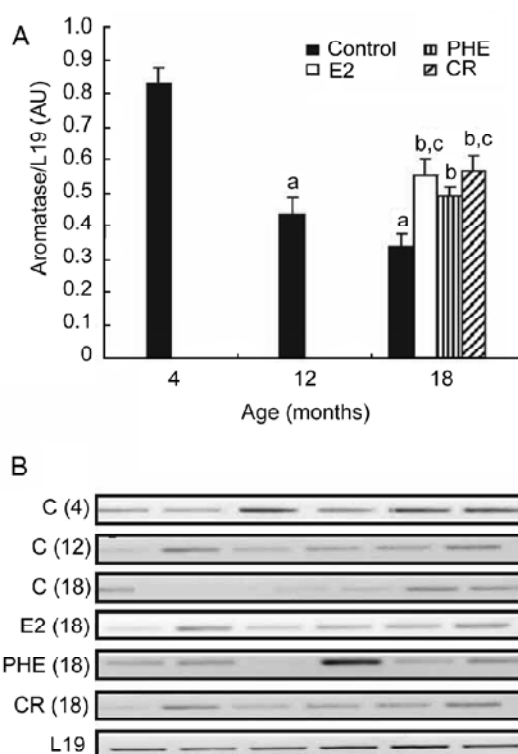 A
Control
PHE
E2
CR
Aromatase/L19 (AU)
1
0.9
0.8
0.7
0.6
0.5
0.4
0.3
0.2
0.1
0
a
a
b,c
b
b,c
4
12
18
Age (months)
B
C (4)
C (12)
C (18)
E2 (18)
PHE (18)
CR (18)
L19